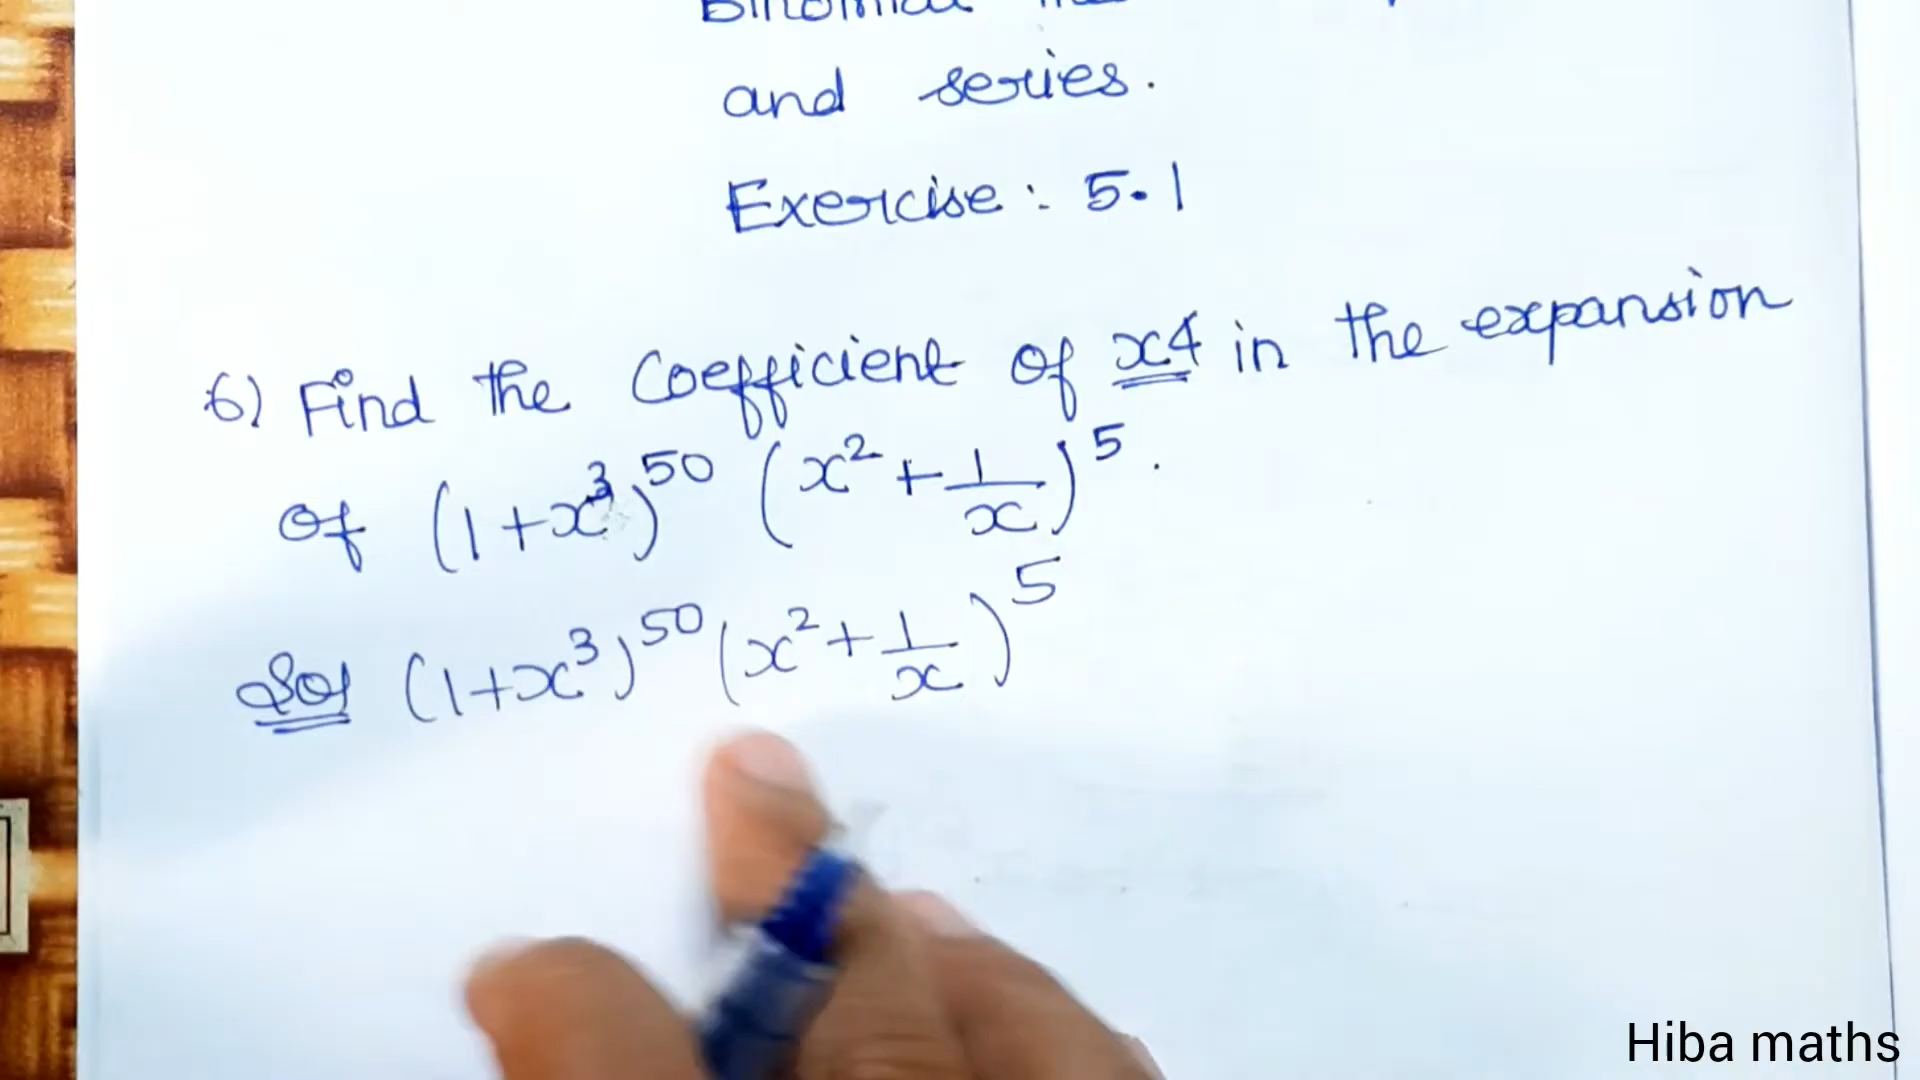 and series.
Exercise : 5.1
6) Find the Coefficient of x4 in the expansion
of (1+x³)⁵⁰ (x² + 1/x)⁵.
Sol (1+x³)⁵⁰ (x² + 1/x)⁵
Hiba maths